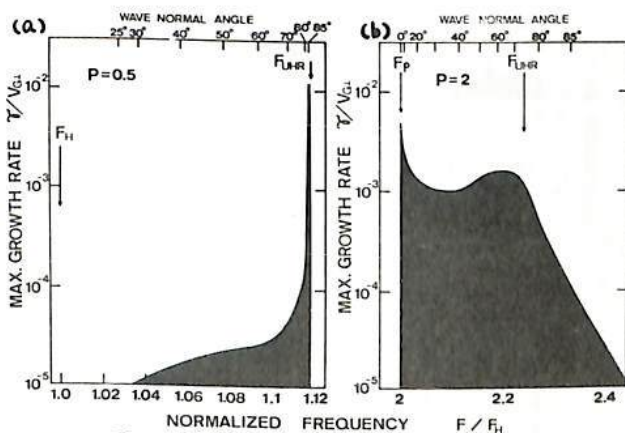 WAVE NORMAL ANGLE
(a)
25° 30° 40° 50° 60° 70° 80° 85°
P=0.5
F_UHR
F_H
MAX. GROWTH RATE γ/V_G⊥
10^-2
10^-3
10^-4
10^-5
1.0 1.02 1.04 1.06 1.08 1.1 1.12
WAVE NORMAL ANGLE
(b)
0° 20° 40° 60° 80° 85°
F_P
P=2
F_UHR
MAX. GROWTH RATE γ/V_G⊥
10^-2
10^-3
10^-4
10^-5
2 2.2 2.4
NORMALIZED FREQUENCY F/F_H